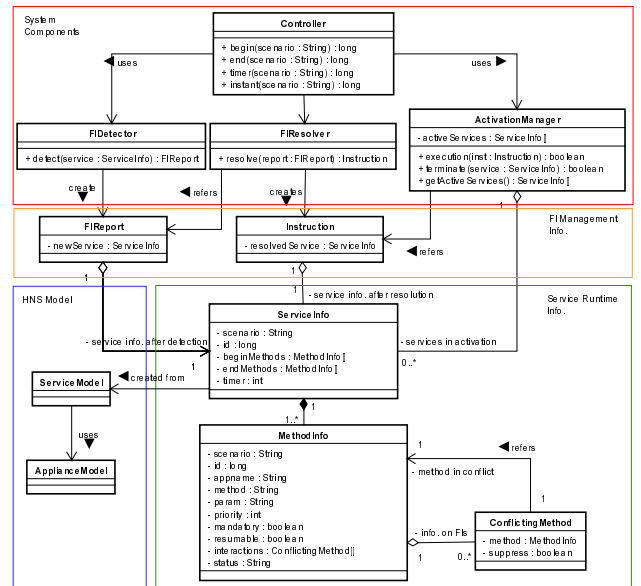 System
Components
Controller
+ begin(scenario : String) : long
+ end(scenario : String) : long
+ timer(scenario : String) : long
+ instant(scenario : String) : long
uses
uses
FIDetector
+ detect(service : ServiceInfo) : FIReport
FIResolver
+ resolve(report : FIReport) : Instruction
ActivationManager
- activeServices : ServiceInfo[]
+ execution(inst : Instruction) : boolean
+ terminate(service : ServiceInfo) : boolean
+ getActiveServices() : ServiceInfo[]
create
refers
creates
1
FIReport
- newService : ServiceInfo
Instruction
- resolvedService : ServiceInfo
FI Management
Info.
refers
1
1
HNS Model
1
- service info. after resolution
Service Runtime
Info.
ServiceInfo
- scenario : String
- id : long
- beginMethods : MethodInfo[]
- endMethods : MethodInfo[]
- timer : int
- service info. after detection
1
- services in activation
0..*
created from
ServiceModel
uses
ApplianceModel
1
1..*
MethodInfo
- scenario : String
- id : long
- appname : String
- method : String
- param : String
- priority : int
- mandatory : boolean
- resumable : boolean
- interactions : ConflictingMethod[]
- status : String
1
refers
- method in conflict
1
- info. on FIs
1
0..*
ConflictingMethod
- method : MethodInfo
- suppress : boolean